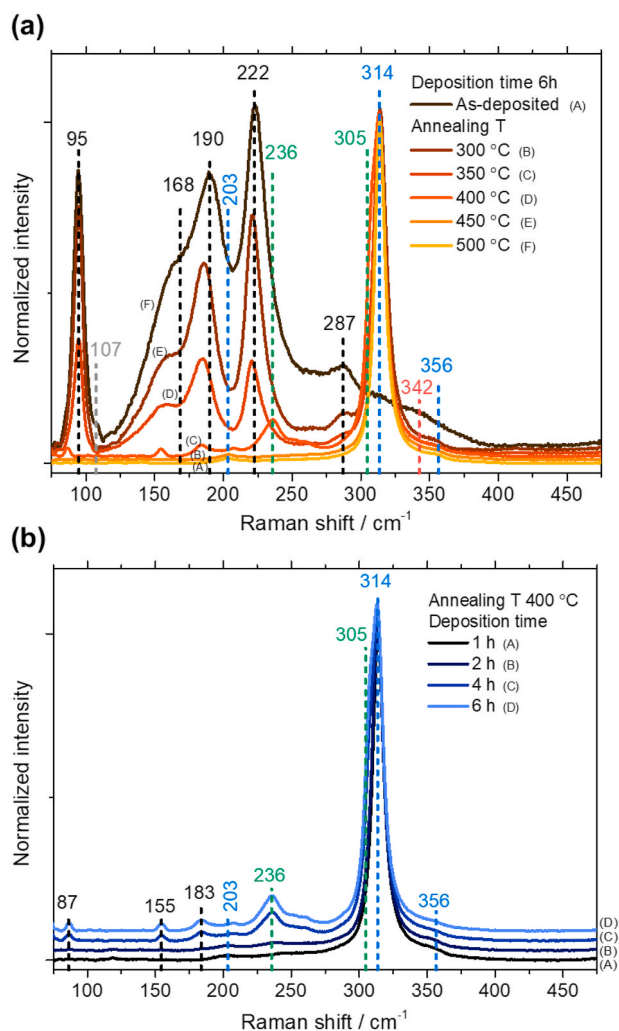 (a)
Normalized intensity
95
107
168
190
203
222
236
287
305
314
342
356
Deposition time 6h
As-deposited (A)
Annealing T
300 °C (B)
350 °C (C)
400 °C (D)
450 °C (E)
500 °C (F)
(F)
(E)
(D)
(C)
(B)
(A)
100 150 200 250 300 350 400 450
Raman shift / cm-1
(b)
Normalized intensity
87
155
183
203
236
305
314
356
Annealing T 400 °C
Deposition time
1 h (A)
2 h (B)
4 h (C)
6 h (D)
(D)
(C)
(B)
(A)
100 150 200 250 300 350 400 450
Raman shift / cm-1